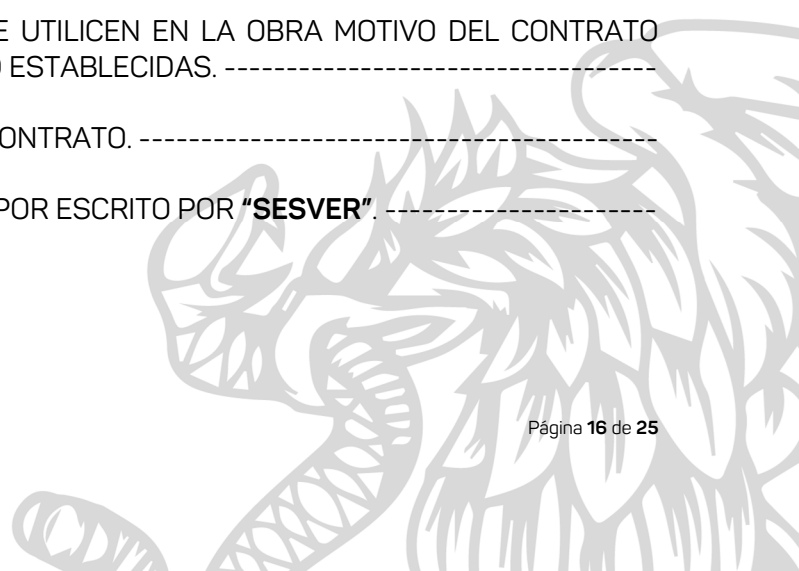 E UTILICEN EN LA OBRA MOTIVO DEL CONTRATO
ESTABLECIDAS. -----------------------------------
ONTRATO. ------------------------------------------
POR ESCRITO POR “SESVER”. ----------------------
Página 16 de 25